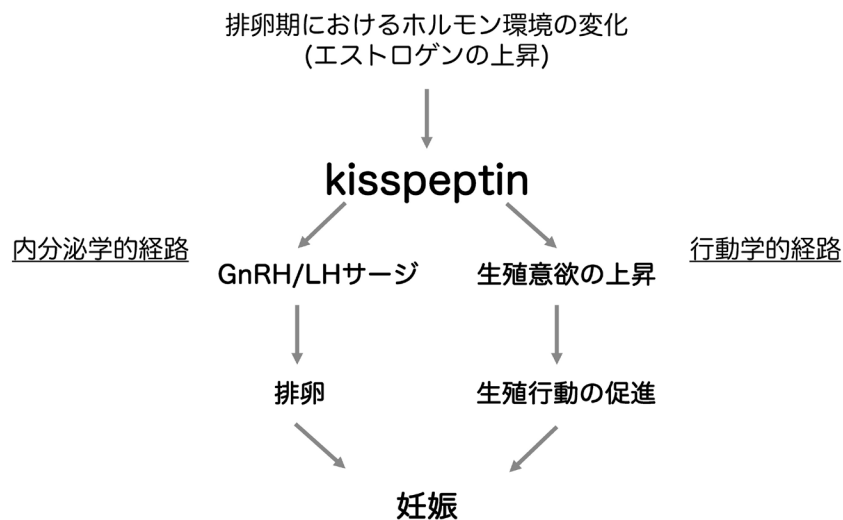 排卵期におけるホルモン環境の変化
(エストロゲンの上昇)
kisspeptin
内分泌学的経路
行動学的経路
GnRH/LHサージ
生殖意欲の上昇
排卵
生殖行動の促進
妊娠